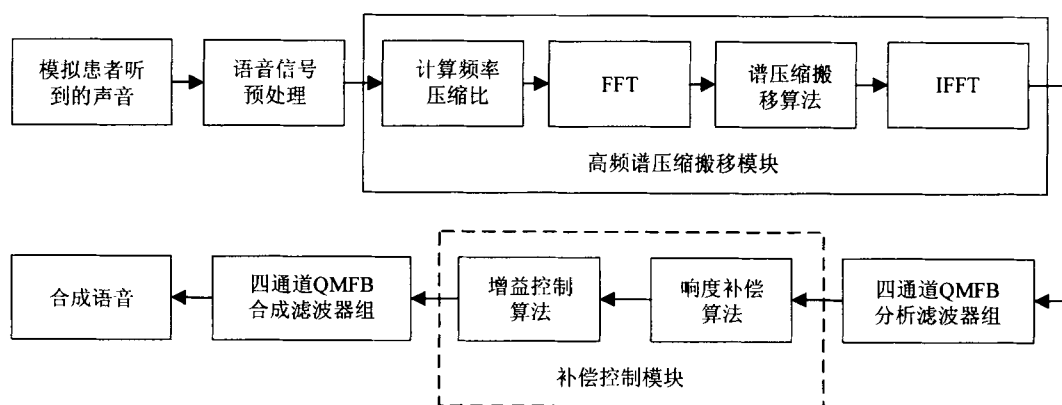 模拟患者听
到的声音
语音信号
预处理
计算频率
压缩比
FFT
谱压缩搬
移算法
IFFT
高频谱压缩搬移模块
合成语音
四通道QMFB
合成滤波器组
增益控制
算法
响度补偿
算法
四通道QMFB
分析滤波器组
补偿控制模块